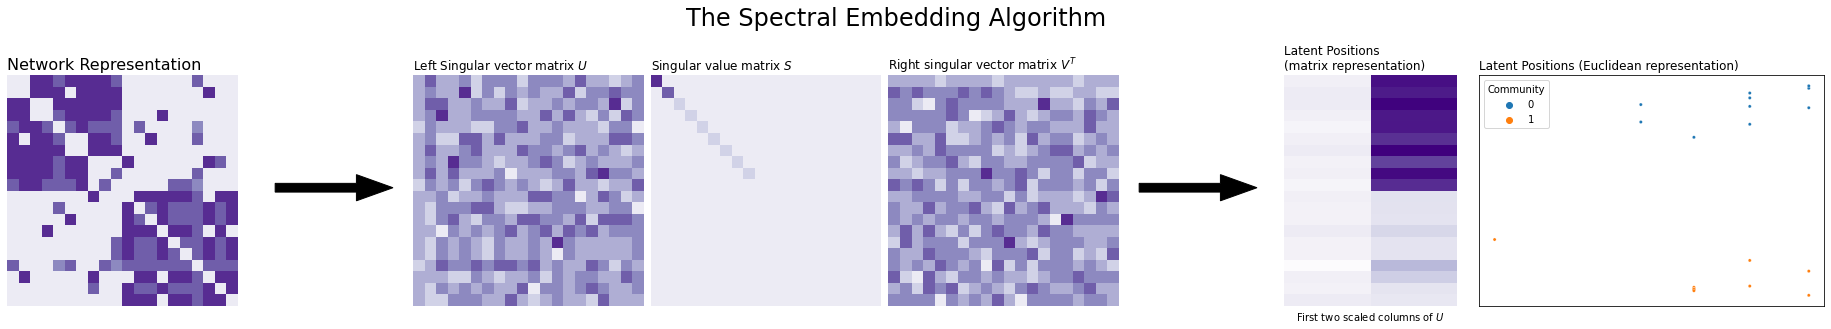 The Spectral Embedding Algorithm
Network Representation
Left Singular vector matrix U
Singular value matrix S
Right singular vector matrix V^T
Latent Positions
(matrix representation)
First two scaled columns of U
Latent Positions (Euclidean representation)
Community
0
1